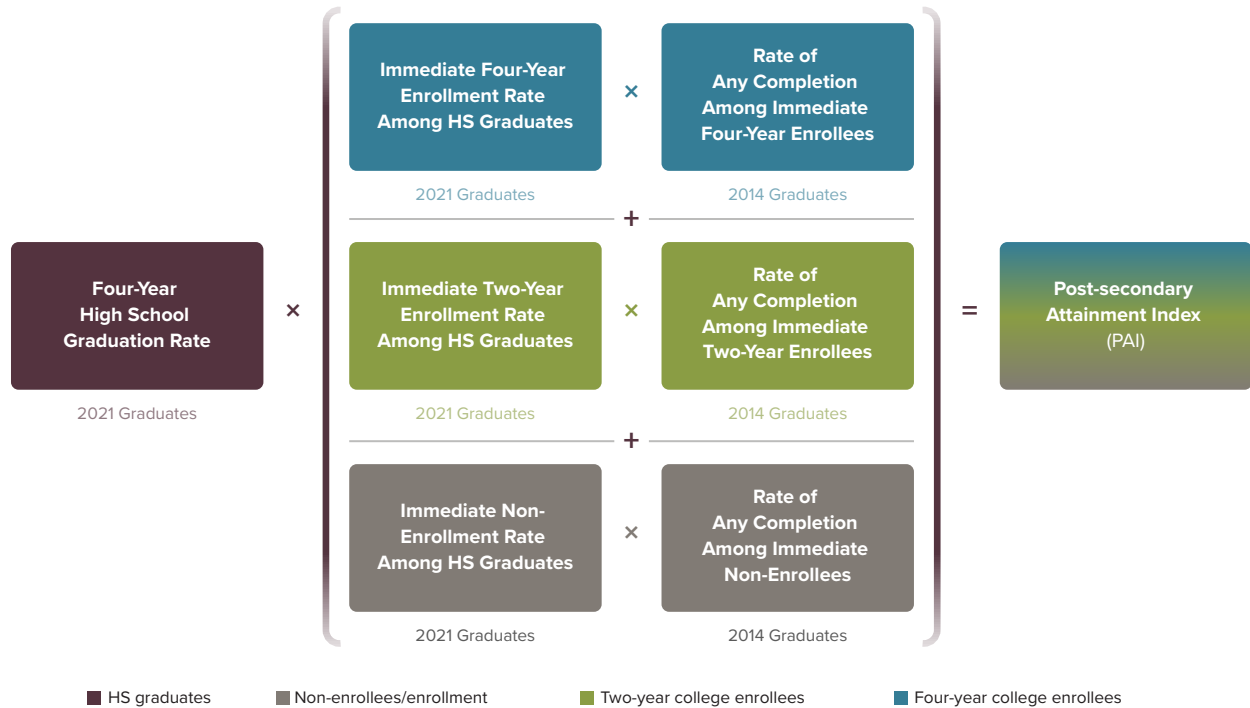 Immediate Four-Year
Enrollment Rate
Among HS Graduates
×
Rate of
Any Completion
Among Immediate
Four-Year Enrollees
2021 Graduates
2014 Graduates
+
Four-Year
High School
Graduation Rate
2021 Graduates
×
Immediate Two-Year
Enrollment Rate
Among HS Graduates
×
Rate of
Any Completion
Among Immediate
Two-Year Enrollees
2021 Graduates
2014 Graduates
=
Post-secondary
Attainment Index
(PAI)
+
Immediate Non-
Enrollment Rate
Among HS Graduates
×
Rate of
Any Completion
Among Immediate
Non-Enrollees
2021 Graduates
2014 Graduates
HS graduates
Non-enrollees/enrollment
Two-year college enrollees
Four-year college enrollees